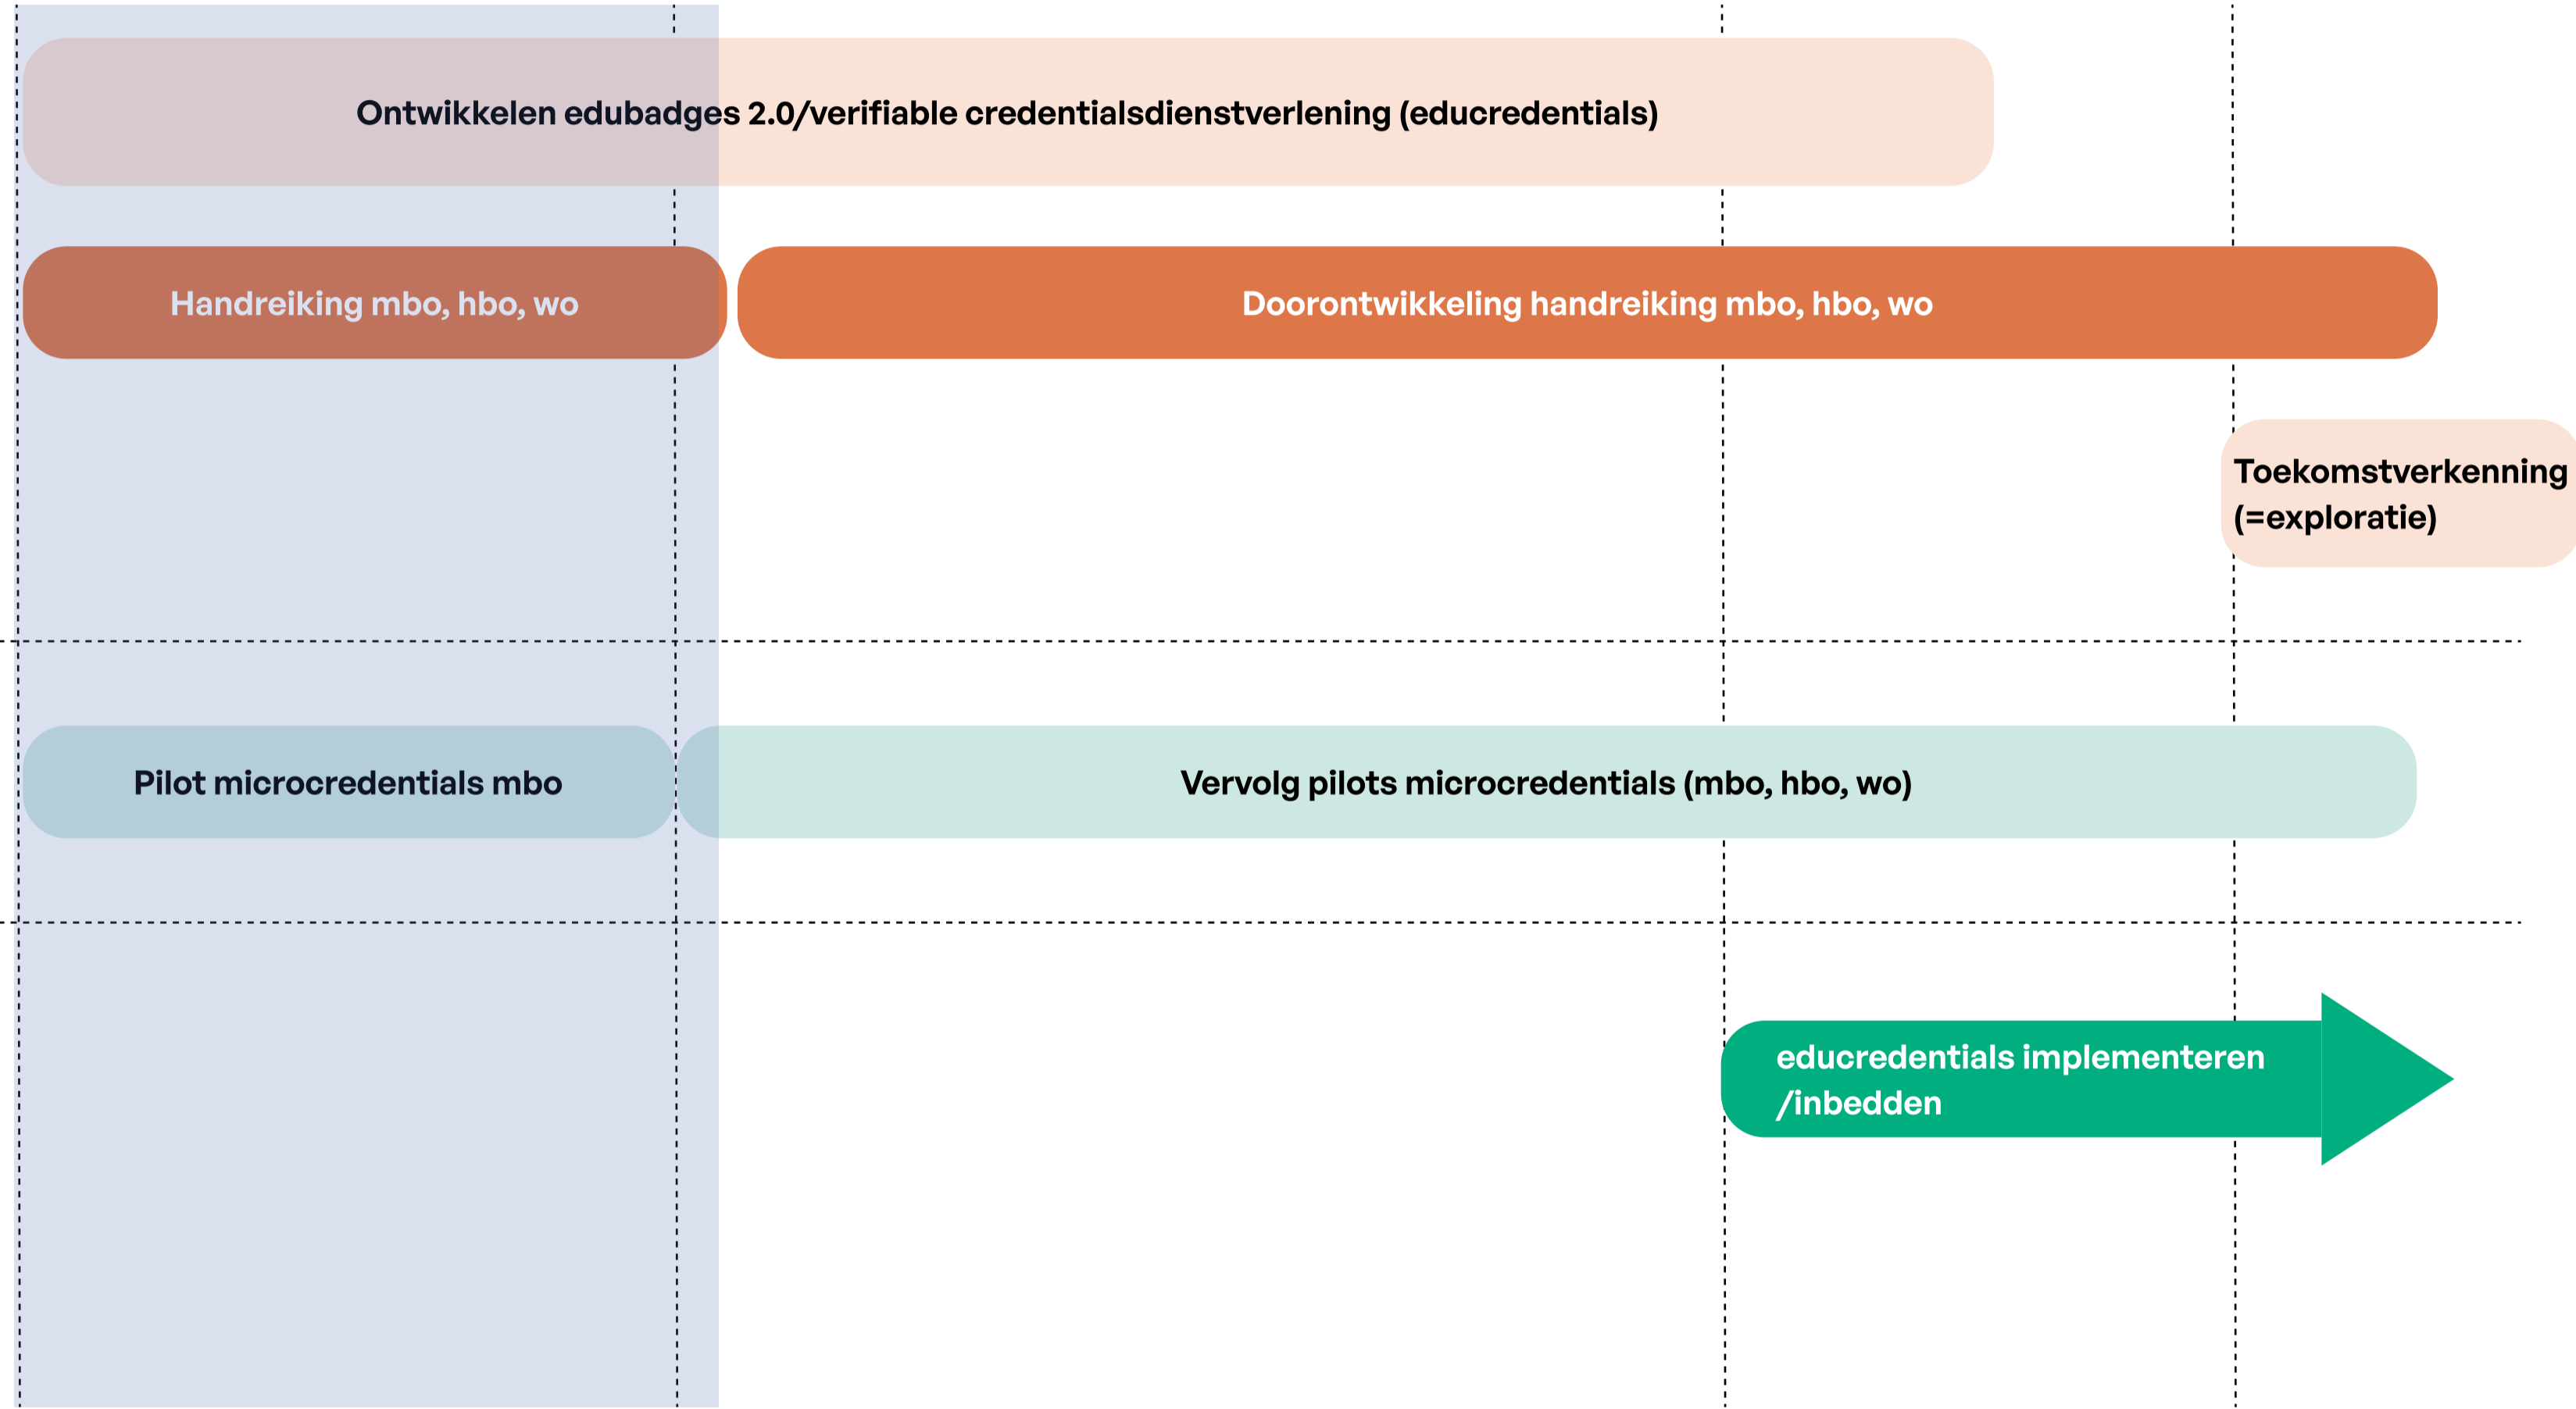 Ontwikkelen edubadges 2.0/verifiable credentialsdienstverlening (educredentials)
Handreiking mbo, hbo, wo
Doorontwikkeling handreiking mbo, hbo, wo
Toekomstverkenning
(=exploratie)
Pilot microcredentials mbo
Vervolg pilots microcredentials (mbo, hbo, wo)
educredentials implementeren
/inbedden